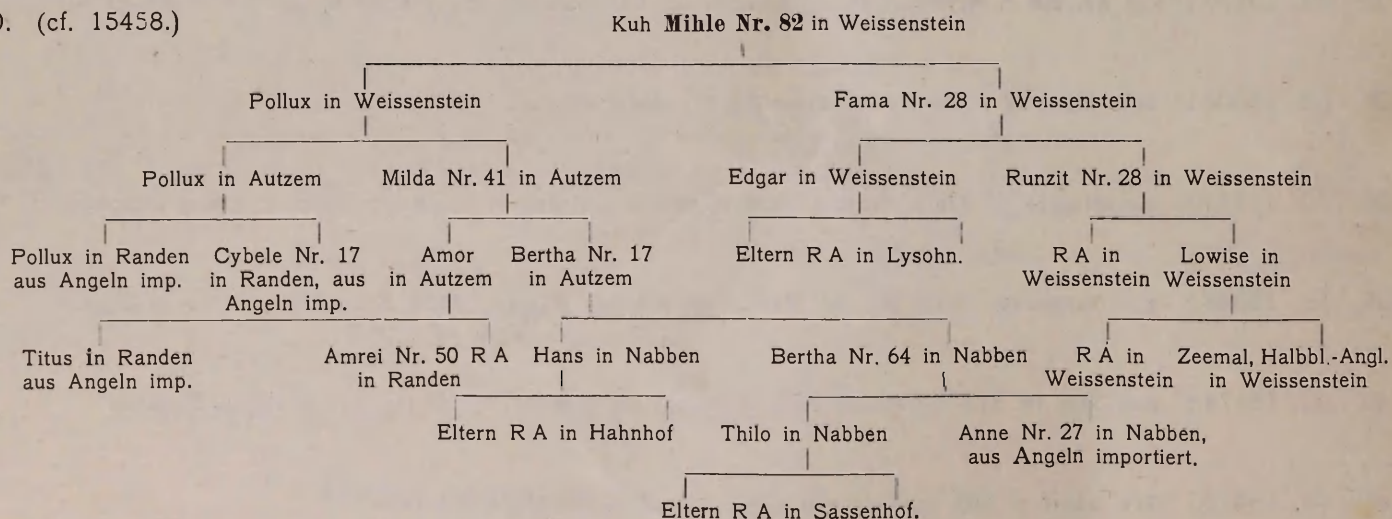 ). (cf. 15458.)
Kuh Mihle Nr. 82 in Weissenstein
Pollux in Weissenstein
Fama Nr. 28 in Weissenstein
Pollux in Autzem
Milda Nr. 41 in Autzem
Edgar in Weissenstein
Runzit Nr. 28 in Weissenstein
Pollux in Randen
aus Angeln imp.
Cybele Nr. 17
in Randen, aus
Angeln imp.
Amor
in Autzem
Bertha Nr. 17
in Autzem
Eltern R A in Lysohn.
R A in
Weissenstein
Lowise in
Weissenstein
Titus in Randen
aus Angeln imp.
Amrei Nr. 50 R A
in Randen
Hans in Nabben
Bertha Nr. 64 in Nabben
R A in
Weissenstein
Zeemal, Halbbl.-Angl.
in Weissenstein
Eltern R A in Hahnhof
Thilo in Nabben
Anne Nr. 27 in Nabben,
aus Angeln importiert.
Eltern R A in Sassenhof.